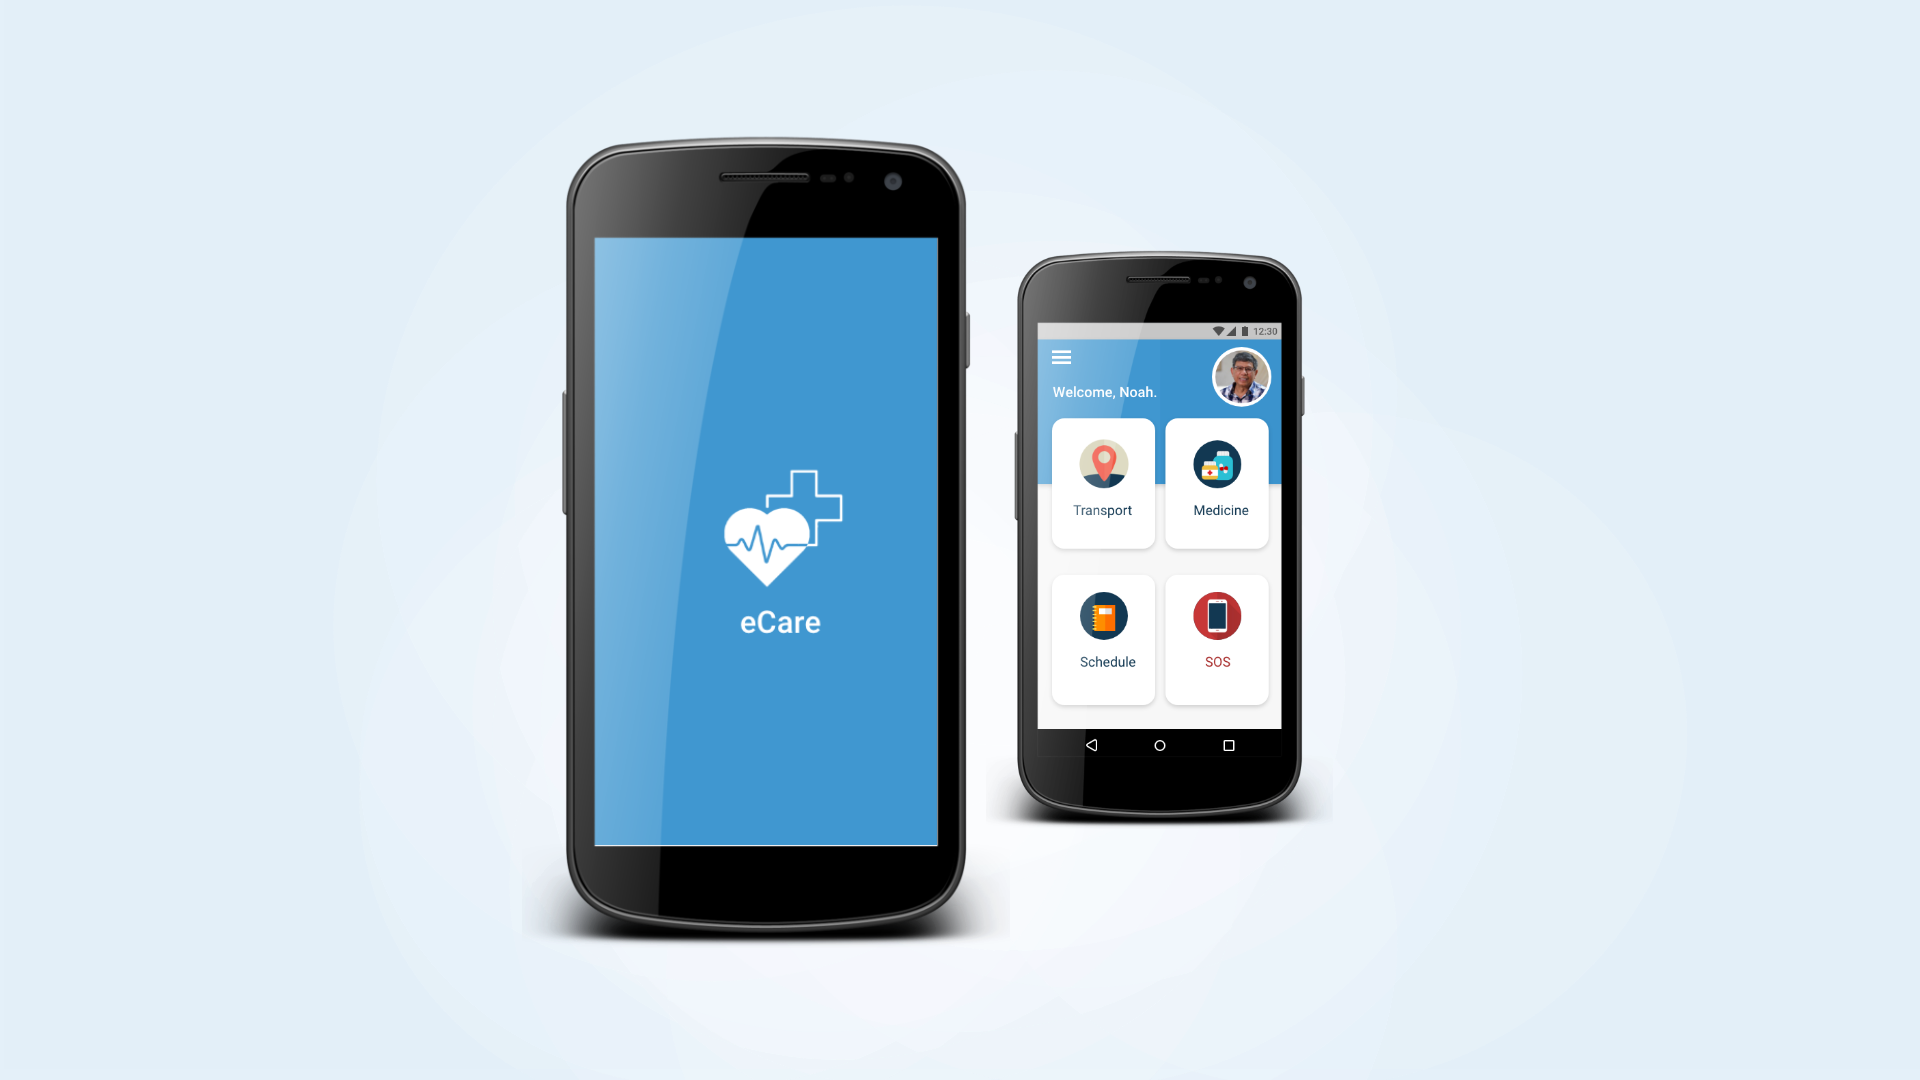 eCare
12:30
Welcome, Noah.
Transport
Medicine
Schedule
SOS